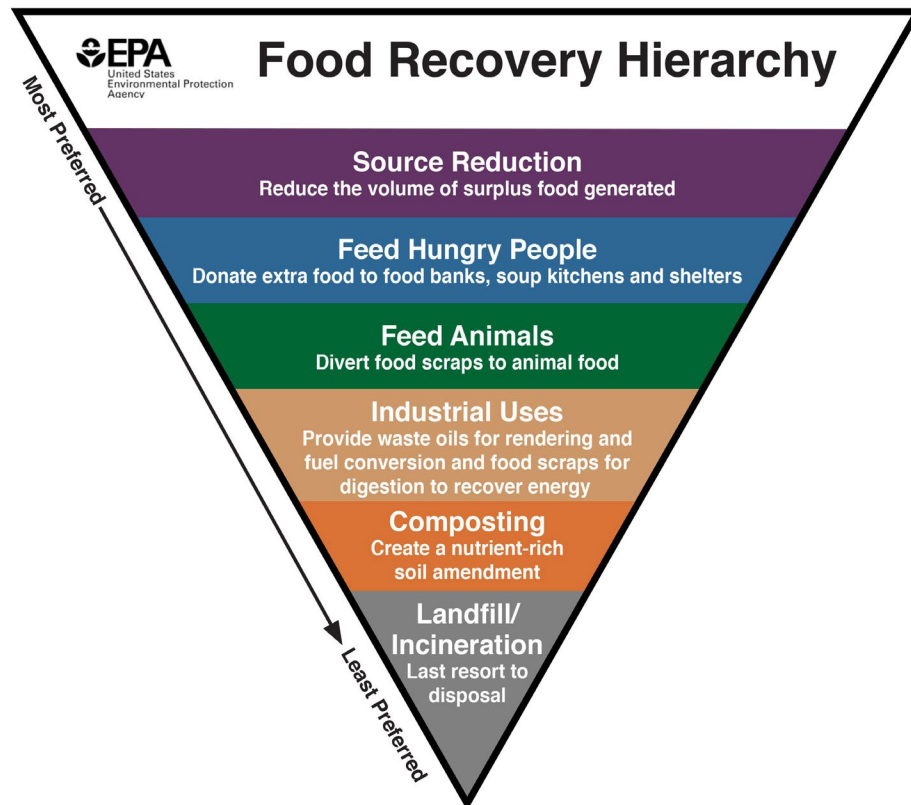 EPA
United States
Environmental Protection
Agency
Food Recovery Hierarchy
Most Preferred
Source Reduction
Reduce the volume of surplus food generated
Feed Hungry People
Donate extra food to food banks, soup kitchens and shelters
Feed Animals
Divert food scraps to animal food
Industrial Uses
Provide waste oils for rendering and
fuel conversion and food scraps for
digestion to recover energy
Composting
Create a nutrient-rich
soil amendment
Landfill/
Incineration
Last resort to
disposal
Least Preferred